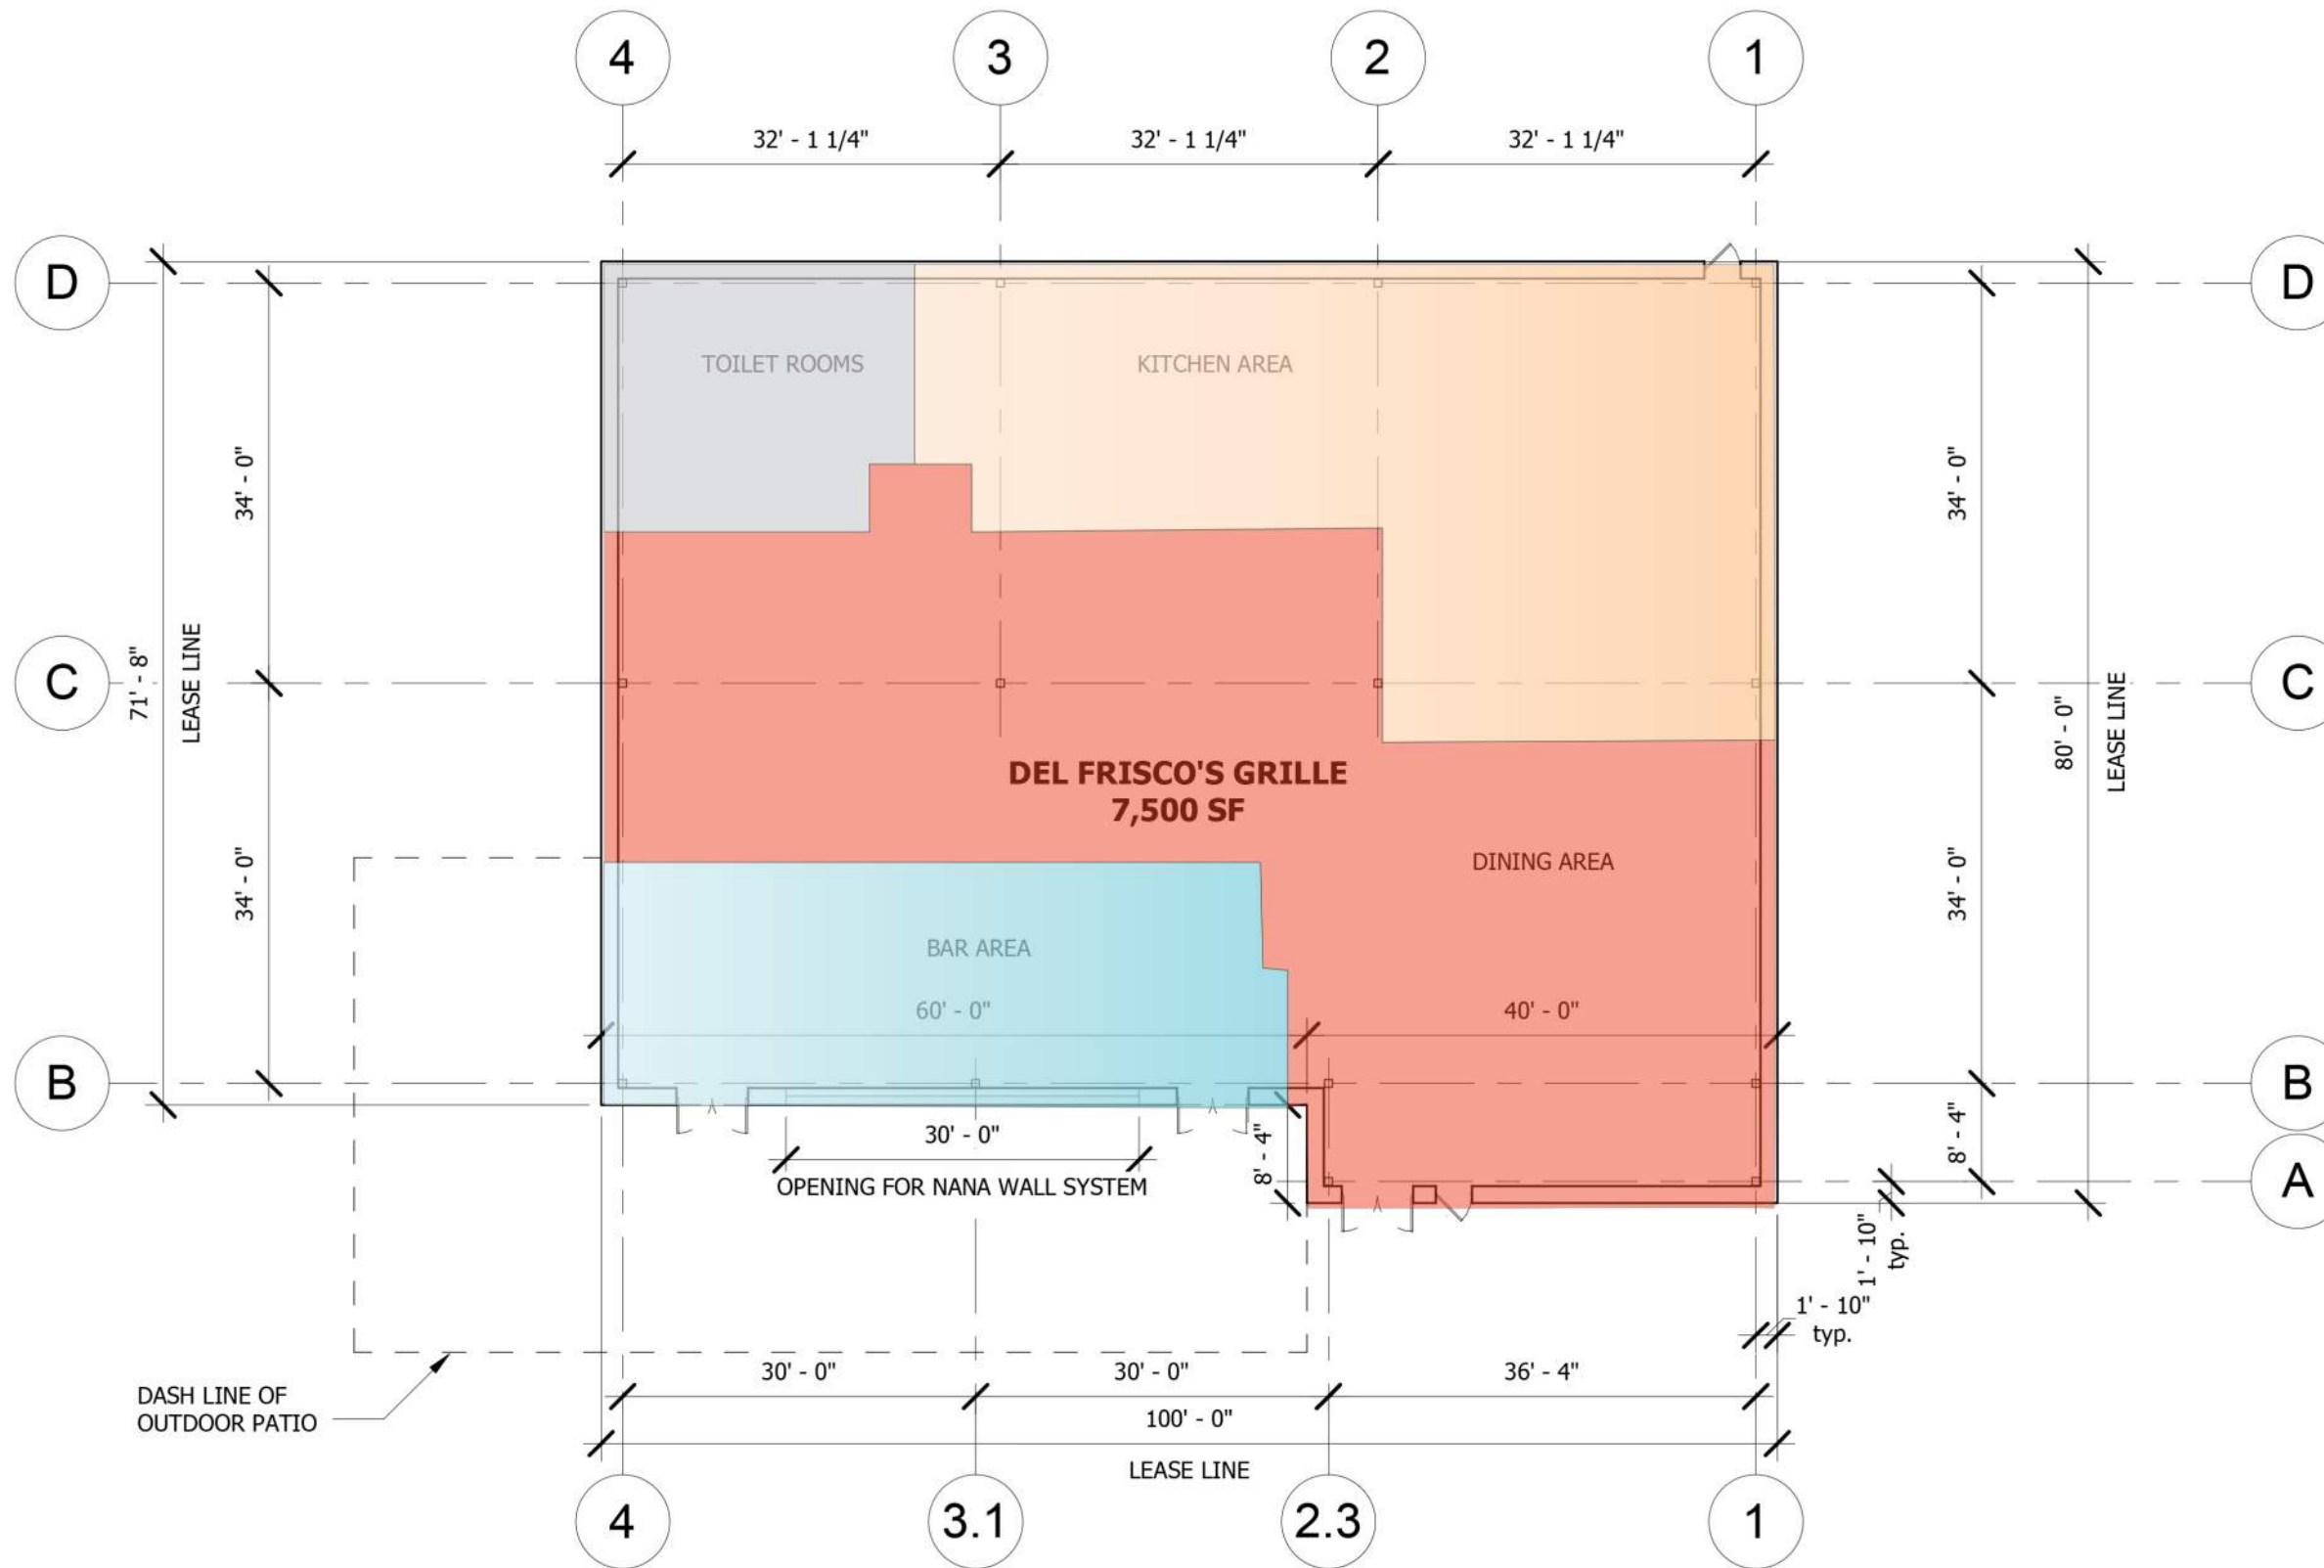 4 3 2 1
32' - 1 1/4" 32' - 1 1/4" 32' - 1 1/4"
D D
TOILET ROOMS KITCHEN AREA
34' - 0" 34' - 0"
C C
71' - 8"
LEASE LINE
80' - 0"
LEASE LINE
DEL FRISCO'S GRILLE
7,500 SF
DINING AREA
34' - 0" 34' - 0"
BAR AREA
60' - 0" 40' - 0"
B B
30' - 0"
8' - 4" 8' - 4"
OPENING FOR NANA WALL SYSTEM
A
1' - 10"
typ.
1' - 10"
typ.
30' - 0" 30' - 0" 36' - 4"
DASH LINE OF
OUTDOOR PATIO
100' - 0"
LEASE LINE
4 3.1 2.3 1